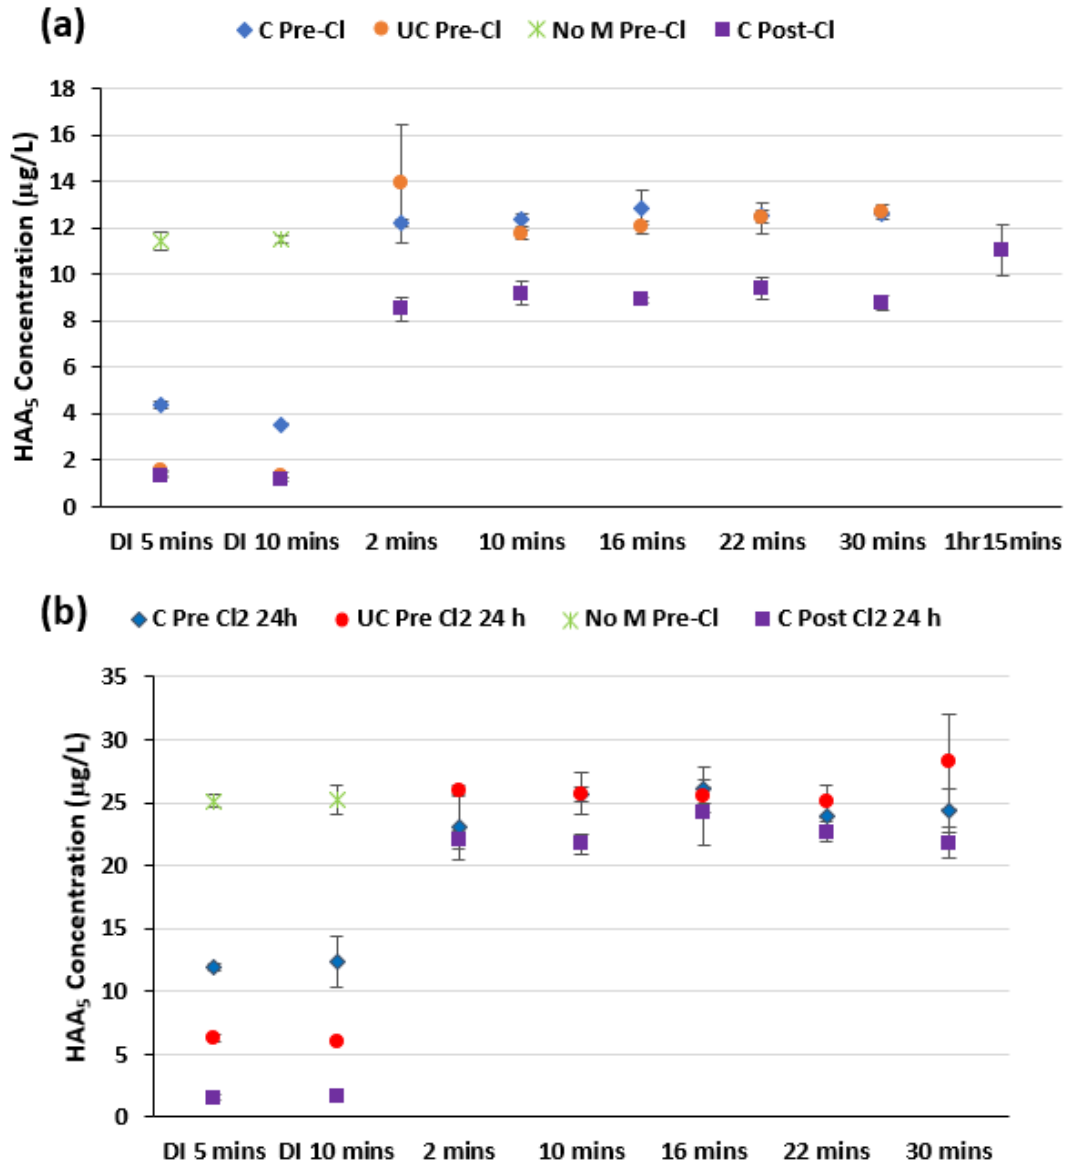 (a)
C Pre-Cl UC Pre-Cl No M Pre-Cl C Post-Cl
HAA₅ Concentration (µg/L)
18
16
14
12
10
8
6
4
2
0
DI 5 mins DI 10 mins 2 mins 10 mins 16 mins 22 mins 30 mins 1hr15mins
(b)
C Pre Cl2 24h UC Pre Cl2 24 h No M Pre-Cl C Post Cl2 24 h
HAA₅ Concentration (µg/L)
35
30
25
20
15
10
5
0
DI 5 mins DI 10 mins 2 mins 10 mins 16 mins 22 mins 30 mins